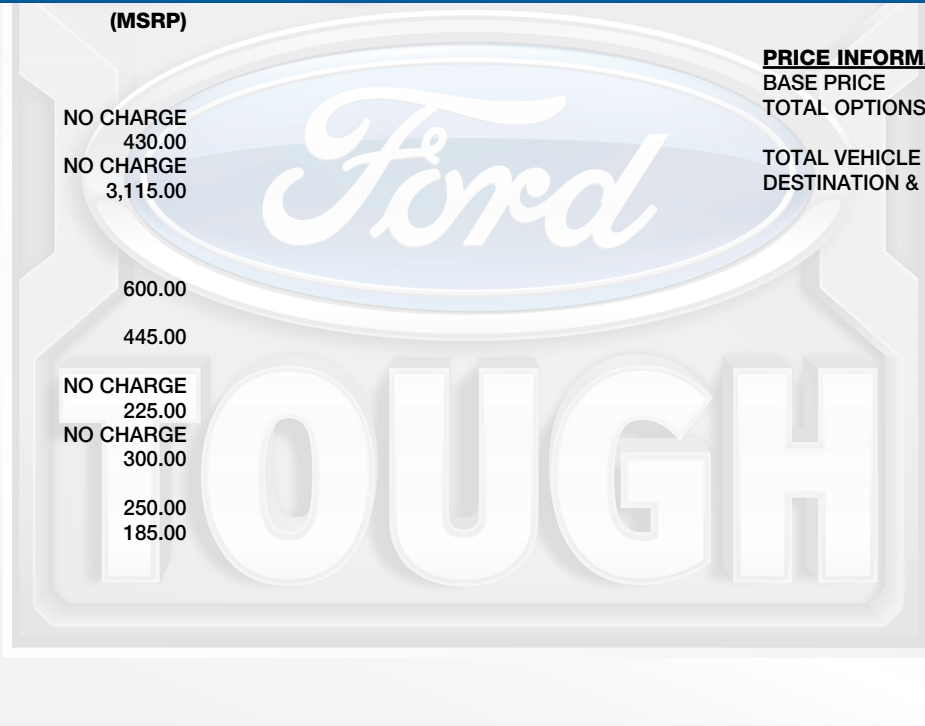 (MSRP)
NO CHARGE
430.00
NO CHARGE
3,115.00
600.00
445.00
NO CHARGE
225.00
NO CHARGE
300.00
250.00
185.00
PRICE INFORMA
BASE PRICE
TOTAL OPTIONS
TOTAL VEHICLE
DESTINATION &
Ford
TOUGH